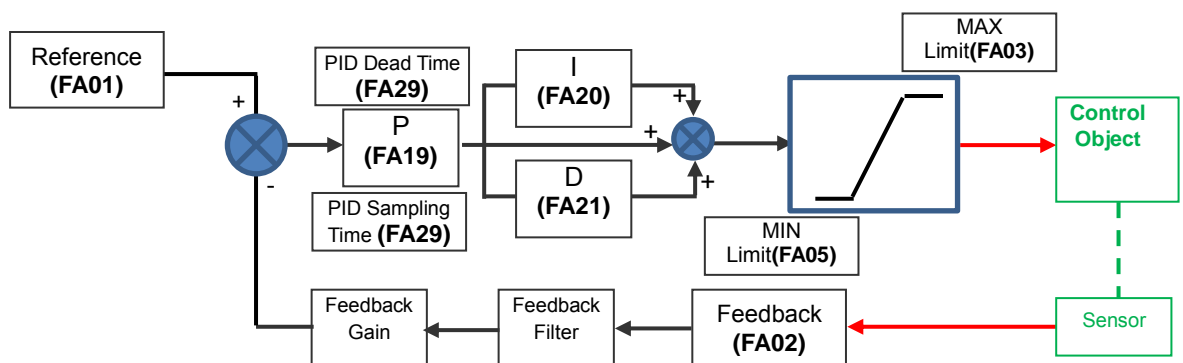 Reference
(FA01)
+
-
PID Dead Time
(FA29)
P
(FA19)
PID Sampling
Time (FA29)
I
(FA20)
D
(FA21)
+
+
+
MAX
Limit(FA03)
MIN
Limit(FA05)
Control
Object
Sensor
Feedback
(FA02)
Feedback
Filter
Feedback
Gain